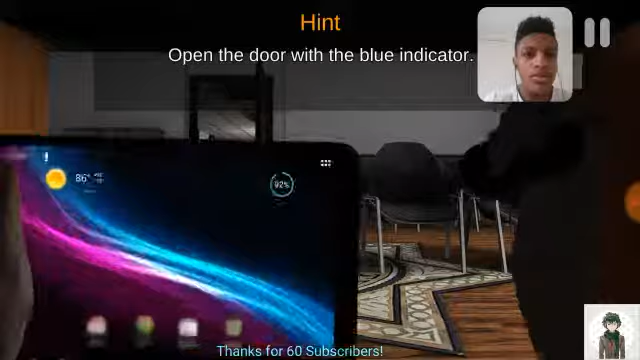 Hint
Open the door with the blue indicator.
86°
92%
Thanks for 60 Subscribers!